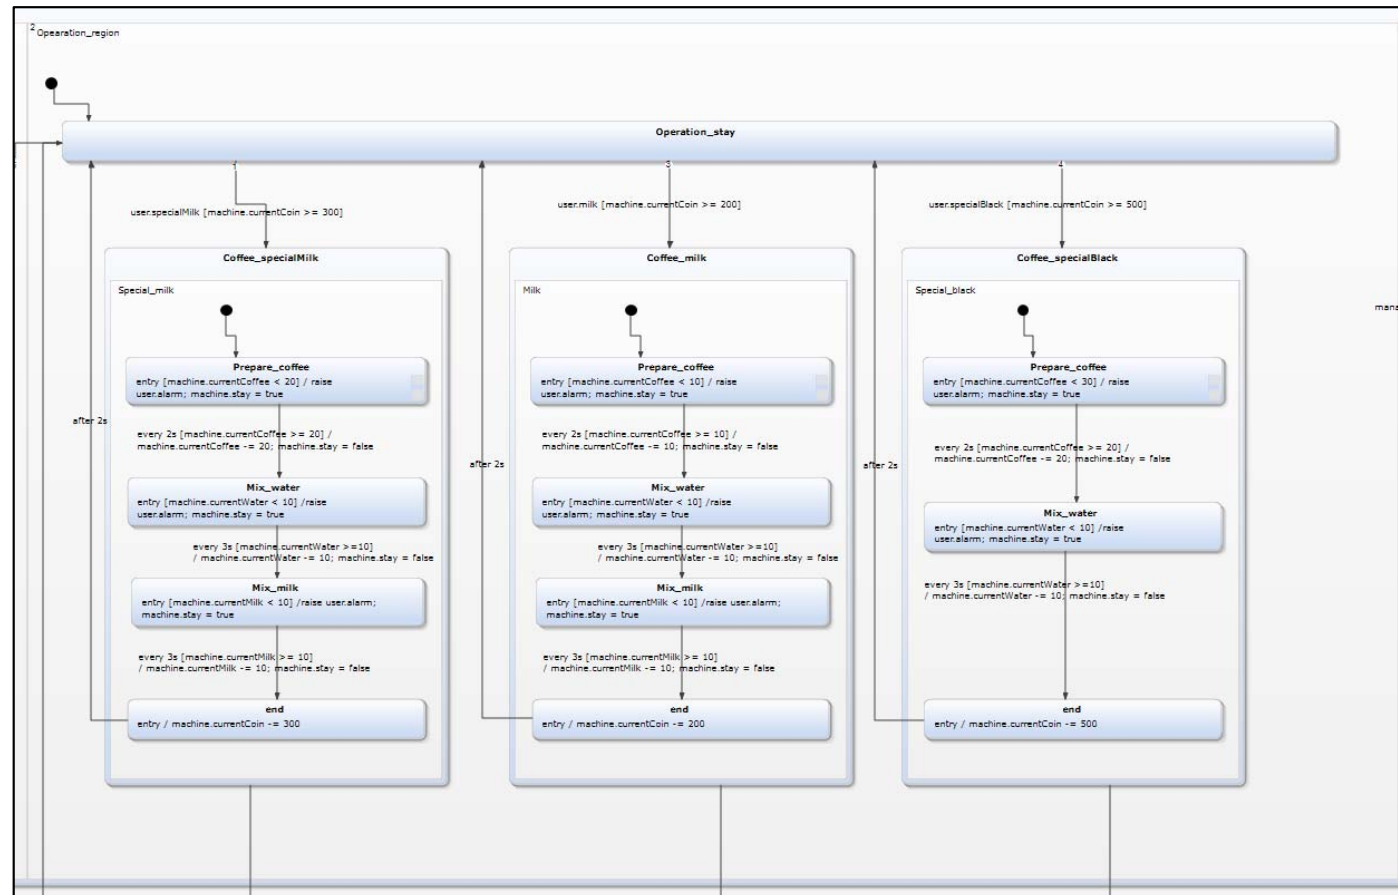 2
Opearation_region
Operation_stay
1
3
4
user.specialMilk [machine.currentCoin >= 300]
user.milk [machine.currentCoin >= 200]
user.specialBlack [machine.currentCoin >= 500]
Coffee_specialMilk
Special_milk
Prepare_coffee
entry [machine.currentCoffee < 20] / raise
user.alarm; machine.stay = true
after 2s
every 2s [machine.currentCoffee >= 20] /
machine.currentCoffee -= 20; machine.stay = false
Mix_water
entry [machine.currentWater < 10] /raise
user.alarm; machine.stay = true
every 3s [machine.currentWater >=10]
/ machine.currentWater -= 10; machine.stay = false
Mix_milk
entry [machine.currentMilk < 10] /raise user.alarm;
machine.stay = true
every 3s [machine.currentMilk >= 10]
/ machine.currentMilk -= 10; machine.stay = false
end
entry / machine.currentCoin -= 300
Coffee_milk
Milk
Prepare_coffee
entry [machine.currentCoffee < 10] / raise
user.alarm; machine.stay = true
after 2s
every 2s [machine.currentCoffee >= 10] /
machine.currentCoffee -= 10; machine.stay = false
Mix_water
entry [machine.currentWater < 10] /raise
user.alarm; machine.stay = true
every 3s [machine.currentWater >=10]
/ machine.currentWater -= 10; machine.stay = false
Mix_milk
entry [machine.currentMilk < 10] /raise user.alarm;
machine.stay = true
every 3s [machine.currentMilk >= 10]
/ machine.currentMilk -= 10; machine.stay = false
end
entry / machine.currentCoin -= 200
Coffee_specialBlack
Special_black
Prepare_coffee
entry [machine.currentCoffee < 30] / raise
user.alarm; machine.stay = true
after 2s
every 2s [machine.currentCoffee >= 20] /
machine.currentCoffee -= 20; machine.stay = false
Mix_water
entry [machine.currentWater < 10] /raise
user.alarm; machine.stay = true
every 3s [machine.currentWater >=10]
/ machine.currentWater -= 10; machine.stay = false
end
entry / machine.currentCoin -= 500
mana